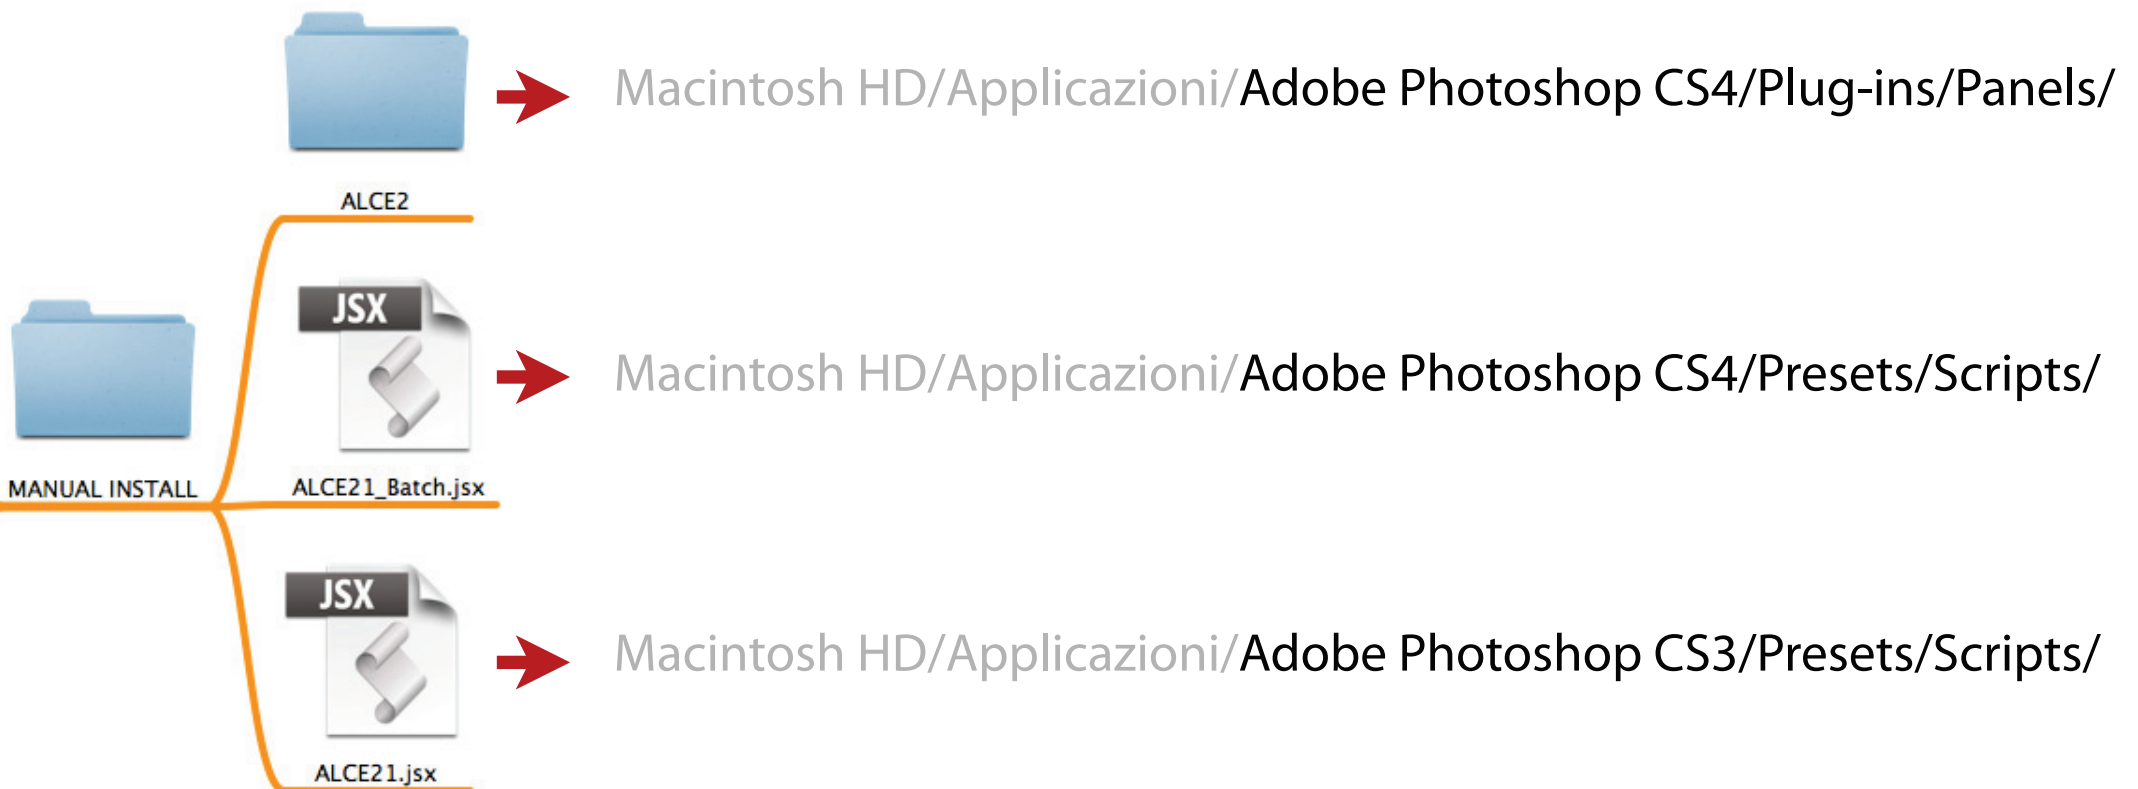 Macintosh HD/Applicazioni/Adobe Photoshop CS4/Plug-ins/Panels/
ALCE2
JSX
Macintosh HD/Applicazioni/Adobe Photoshop CS4/Presets/Scripts/
MANUAL INSTALL
ALCE21_Batch.jsx
JSX
Macintosh HD/Applicazioni/Adobe Photoshop CS3/Presets/Scripts/
ALCE21.jsx